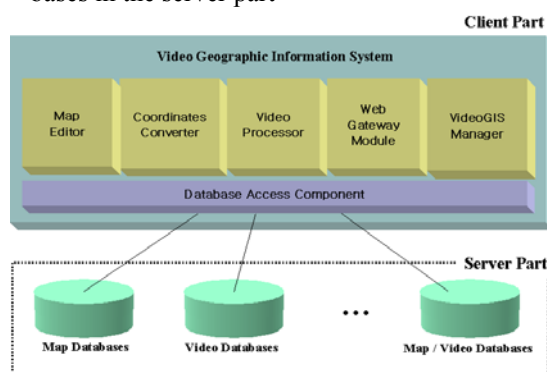 bases in the server part
Client Part
Video Geographic Information System
Map Editor
Coordinates Converter
Video Processor
Web Gateway Module
VideoGIS Manager
Database Access Component
Server Part
Map Databases
Video Databases
...
Map / Video Databases